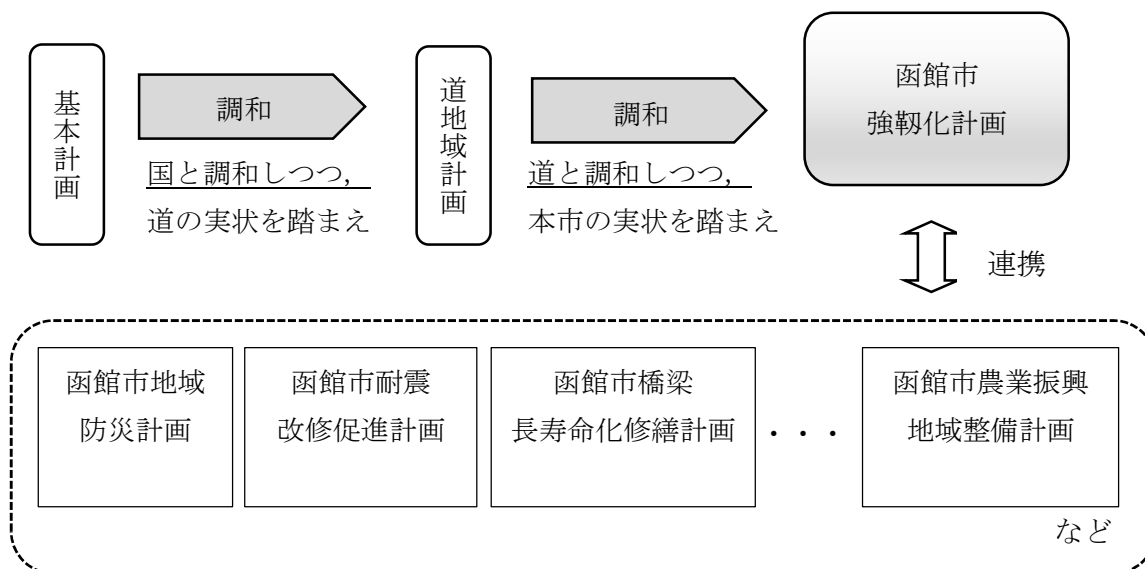 基本計画
調和
国と調和しつつ，
道の実状を踏まえ
道地域計画
調和
道と調和しつつ，
本市の実状を踏まえ
函館市
強靱化計画
連携
函館市地域
防災計画
函館市耐震
改修促進計画
函館市橋梁
長寿命化修繕計画
・・・
函館市農業振興
地域整備計画
など